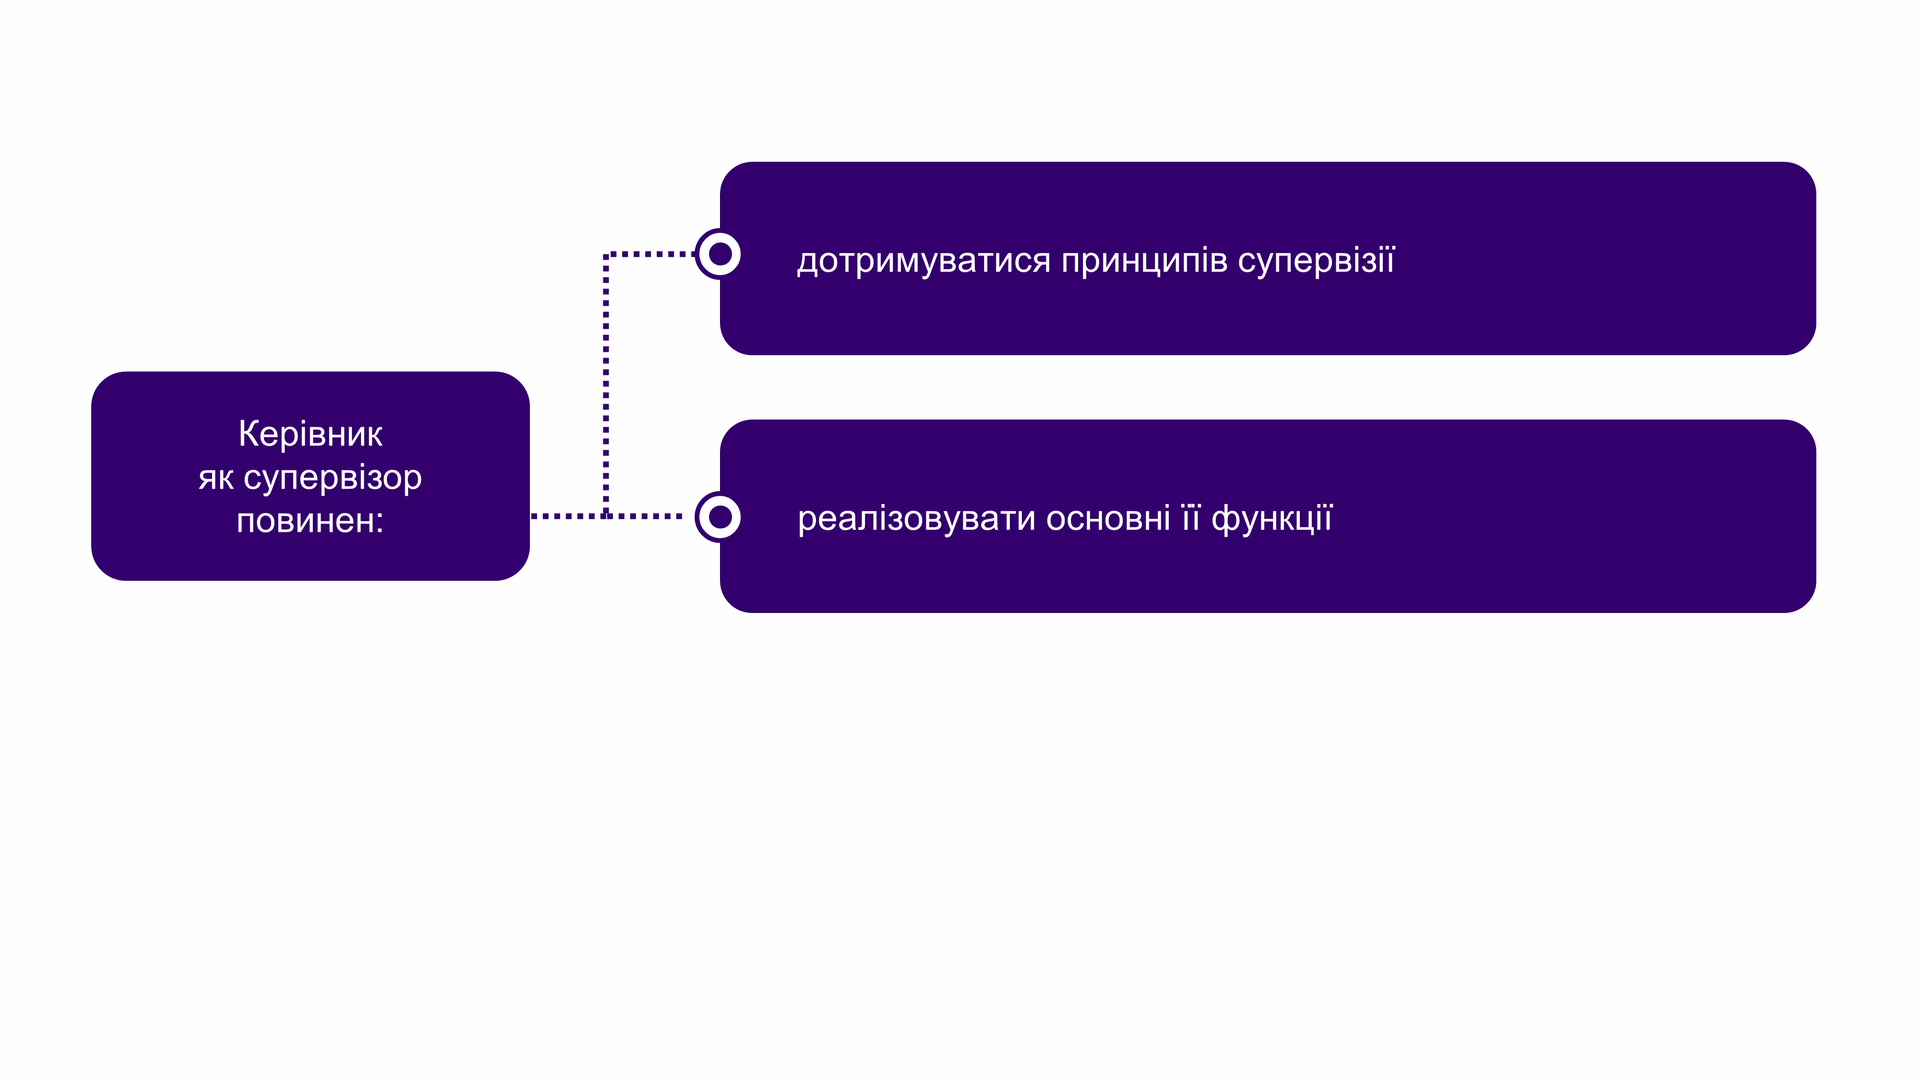 Керівник
як супервізор
повинен:
дотримуватися принципів супервізії
реалізовувати основні її функції